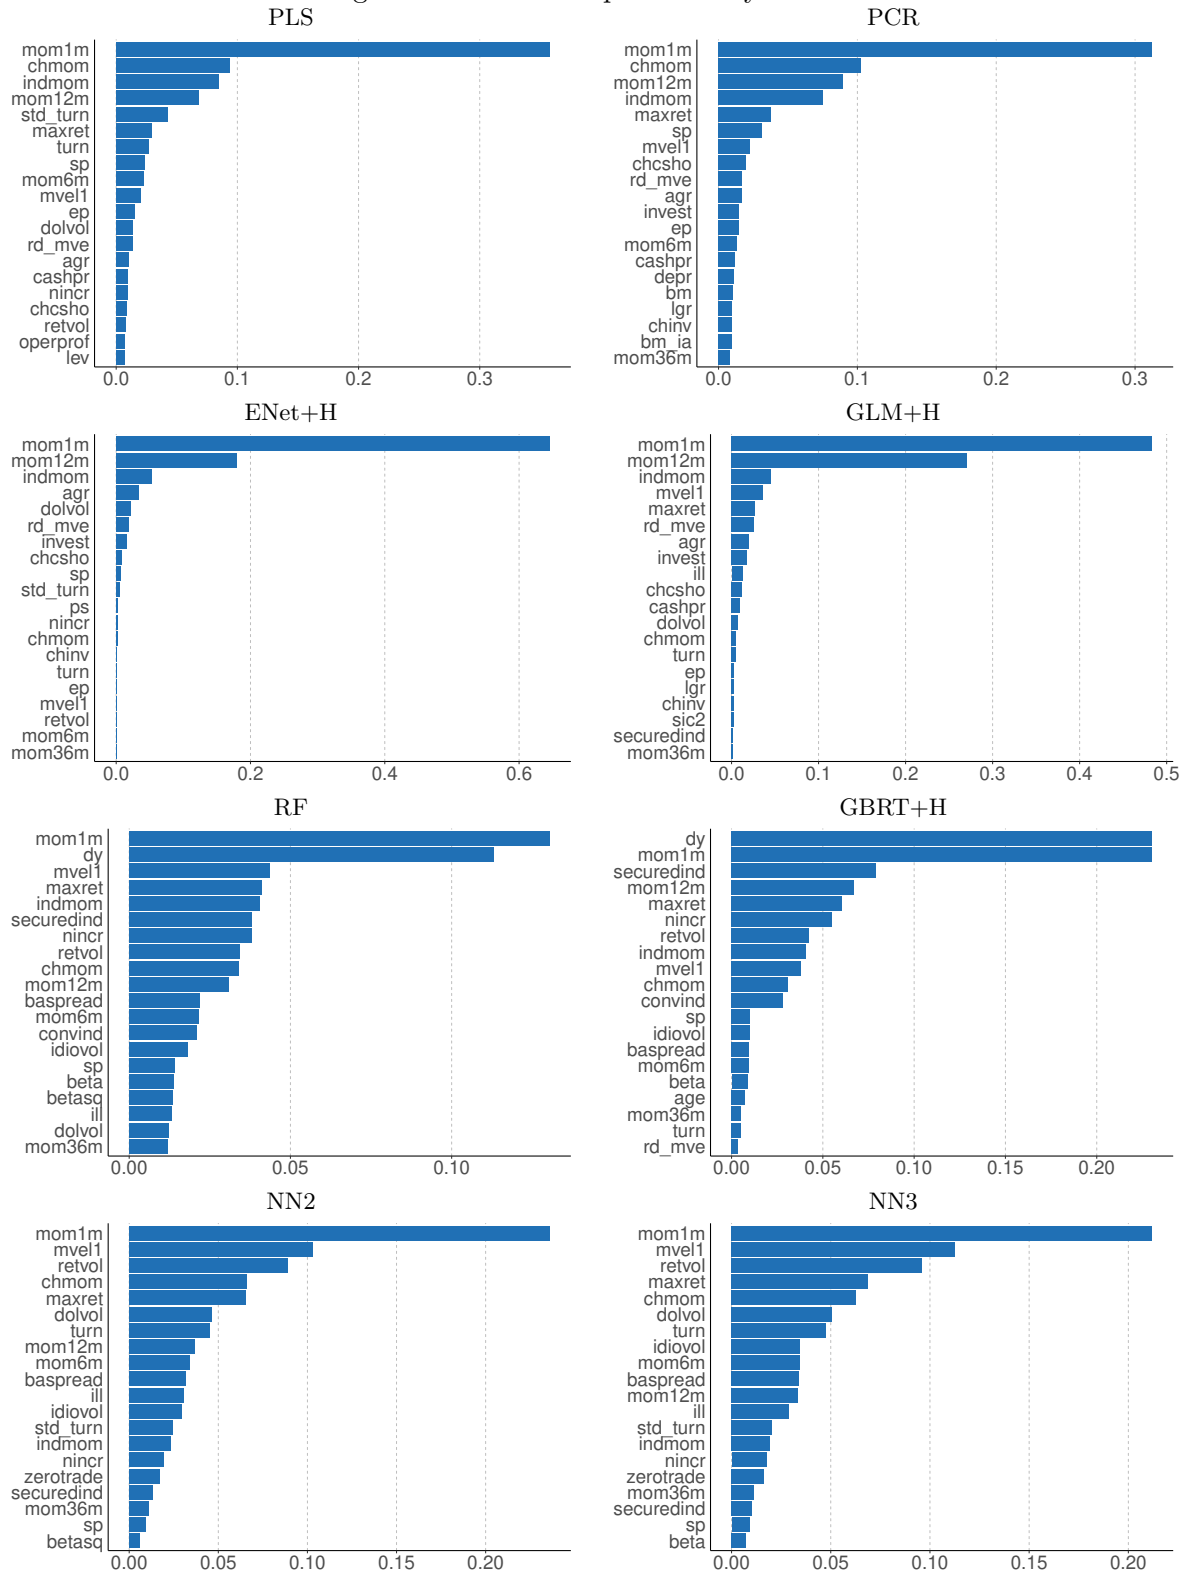 PLS
mom1m
chmom
indmom
mom12m
std_turn
maxret
turn
sp
mom6m
mvel1
ep
dolvol
rd_mve
agr
cashpr
nincr
chcsho
retvol
operprof
lev
0.0 0.1 0.2 0.3
PCR
mom1m
chmom
mom12m
indmom
maxret
sp
mvel1
chcsho
rd_mve
agr
invest
ep
mom6m
cashpr
depr
bm
lgr
chinv
bm_ia
mom36m
0.0 0.1 0.2 0.3
ENet+H
mom1m
mom12m
indmom
agr
dolvol
rd_mve
invest
chcsho
sp
std_turn
ps
nincr
chmom
chinv
turn
ep
mvel1
retvol
mom6m
mom36m
0.0 0.2 0.4 0.6
GLM+H
mom1m
mom12m
indmom
mvel1
maxret
rd_mve
agr
invest
ill
chcsho
cashpr
dolvol
chmom
turn
ep
lgr
chinv
sic2
securedind
mom36m
0.0 0.1 0.2 0.3 0.4 0.5
RF
mom1m
dy
mvel1
maxret
indmom
securedind
nincr
retvol
chmom
mom12m
baspread
mom6m
convind
idiovol
sp
beta
betasq
ill
dolvol
mom36m
0.00 0.05 0.10
GBRT+H
dy
mom1m
securedind
mom12m
maxret
nincr
retvol
indmom
mvel1
chmom
convind
sp
idiovol
baspread
mom6m
beta
age
mom36m
turn
rd_mve
0.00 0.05 0.10 0.15 0.20
NN2
mom1m
mvel1
retvol
chmom
maxret
dolvol
turn
mom12m
mom6m
baspread
ill
idiovol
std_turn
indmom
nincr
zerotrade
securedind
mom36m
sp
betasq
0.00 0.05 0.10 0.15 0.20
NN3
mom1m
mvel1
retvol
maxret
chmom
dolvol
turn
idiovol
mom6m
baspread
mom12m
ill
std_turn
indmom
nincr
zerotrade
mom36m
securedind
sp
beta
0.00 0.05 0.10 0.15 0.20